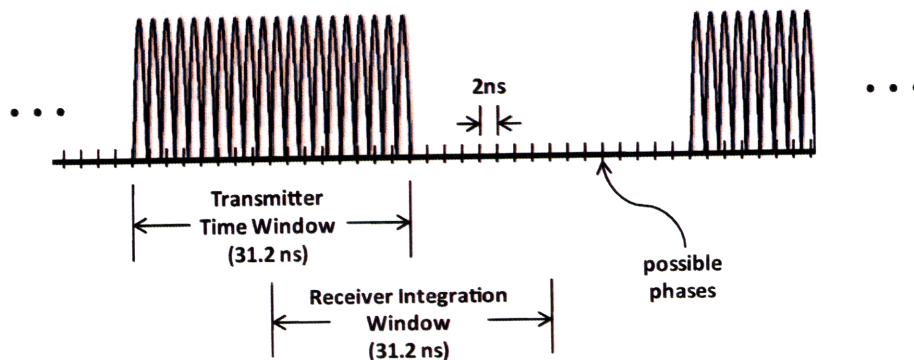 • • •
2ns
• • •
Transmitter
Time Window
(31.2 ns)
Receiver Integration
Window
(31.2 ns)
possible
phases